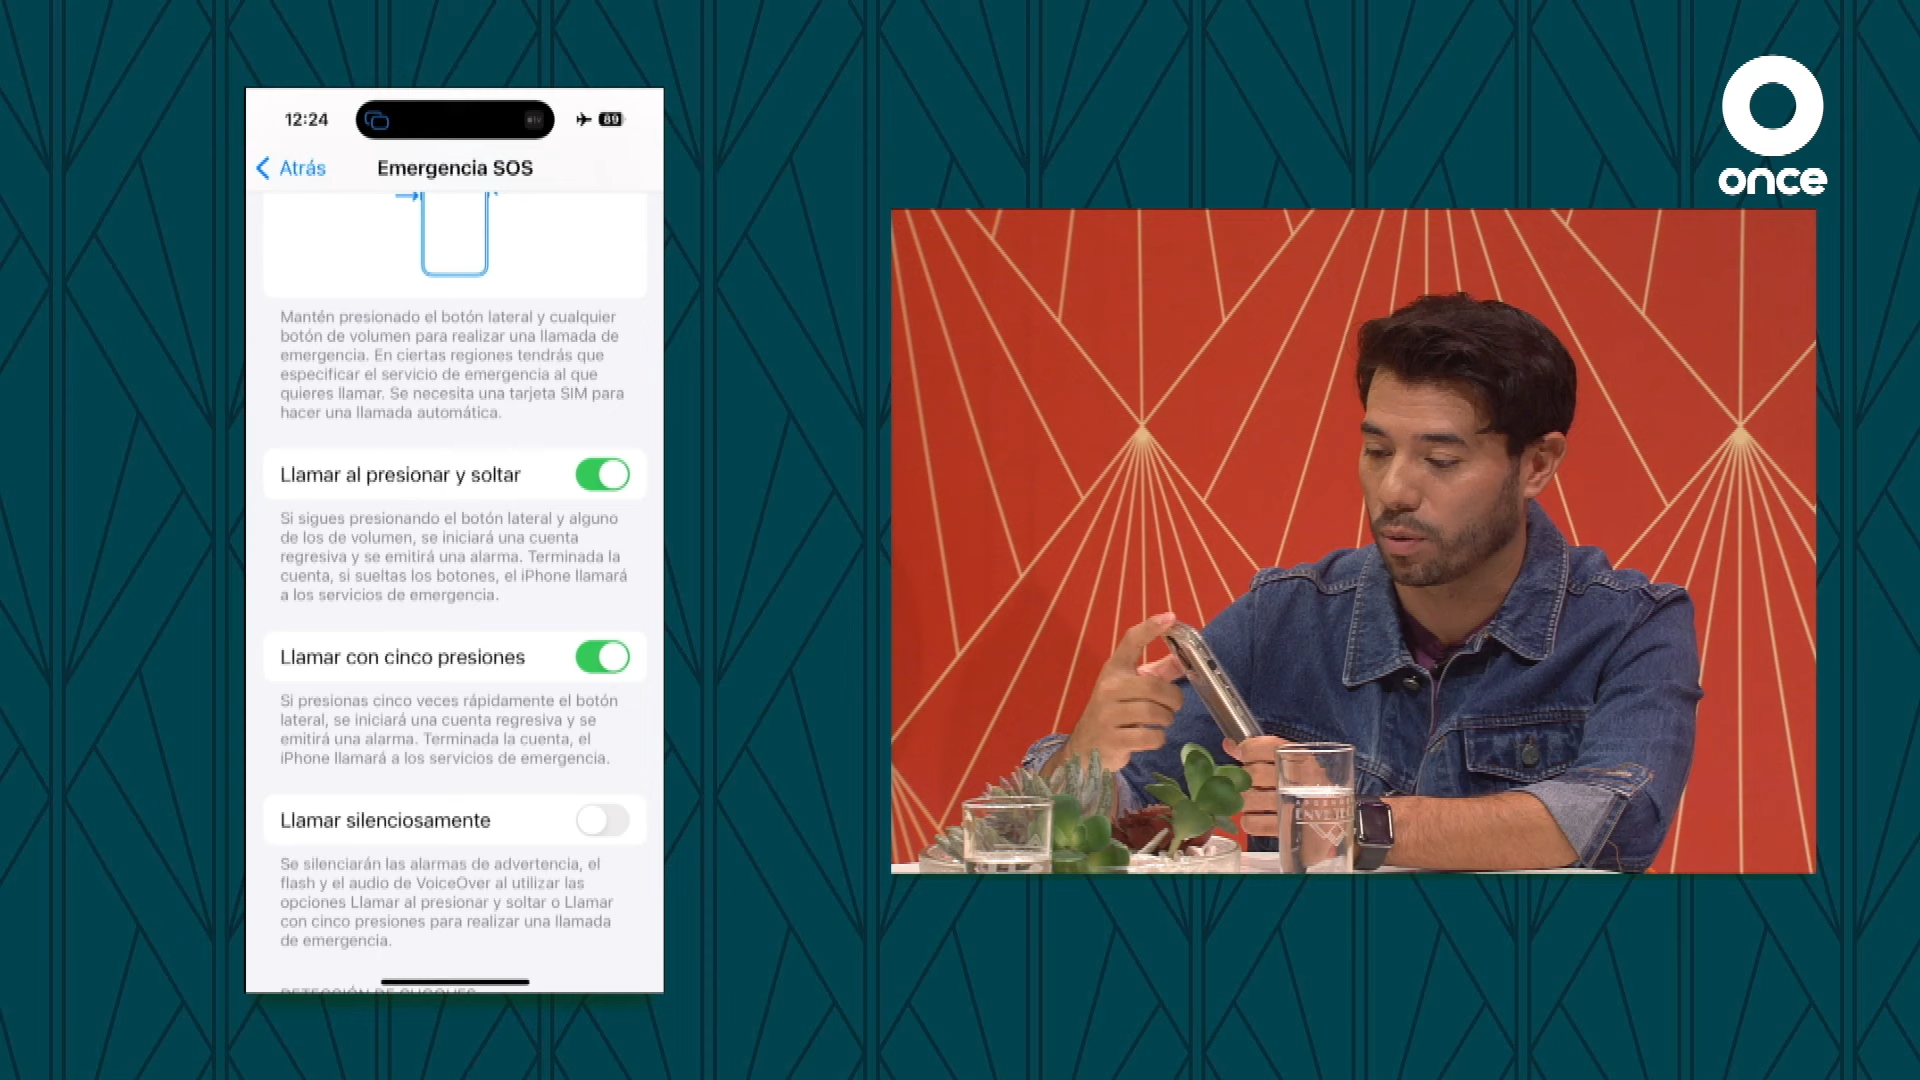 12:24
89
Atrás
Emergencia SOS
Mantén presionado el botón lateral y cualquier
botón de volumen para realizar una llamada de
emergencia. En ciertas regiones tendrás que
especificar el servicio de emergencia al que
quieres llamar. Se necesita una tarjeta SIM para
hacer una llamada automática.
Llamar al presionar y soltar
Si sigues presionando el botón lateral y alguno
de los de volumen, se iniciará una cuenta
regresiva y se emitirá una alarma. Terminada la
cuenta, si sueltas los botones, el iPhone llamará
a los servicios de emergencia.
Llamar con cinco presiones
Si presionas cinco veces rápidamente el botón
lateral, se iniciará una cuenta regresiva y se
emitirá una alarma. Terminada la cuenta, el
iPhone llamará a los servicios de emergencia.
Llamar silenciosamente
Se silenciarán las alarmas de advertencia, el
flash y el audio de VoiceOver al utilizar las
opciones Llamar al presionar y soltar o Llamar
con cinco presiones para realizar una llamada
de emergencia.
once